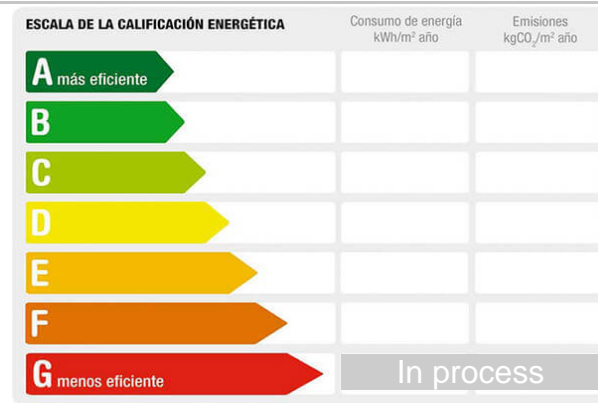 ESCALA DE LA CALIFICACIÓN ENERGÉTICA
Consumo de energía
kWh/m² año
Emisiones
kgCO₂/m² año
A más eficiente
B
C
D
E
F
G menos eficiente
In process